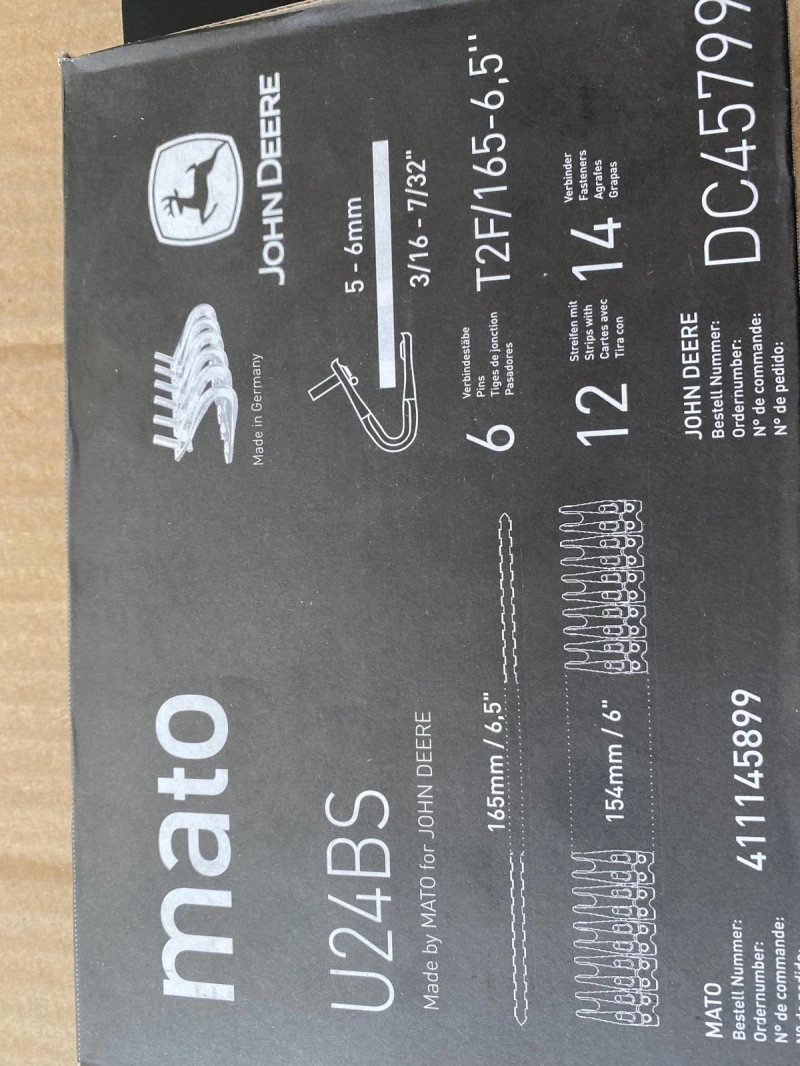 mato
Made in Germany
JOHN DEERE
U24BS
Made by MATO for JOHN DEERE
5 - 6mm
3/16 - 7/32"
165mm / 6,5"
6
Verbindestäbe
Pins
Tiges de jonction
Pasadores
T2F/165-6,5"
154mm / 6"
12
Streifen mit
Strips with
Cartes avec
Tira con
14
Verbinder
Fasteners
Agrafes
Grapas
MATO
Bestell Nummer:
Ordernumber:
N° de commande:
411145899
JOHN DEERE
Bestell Nummer:
Ordernumber:
N° de commande:
N° de pedido:
DC45799